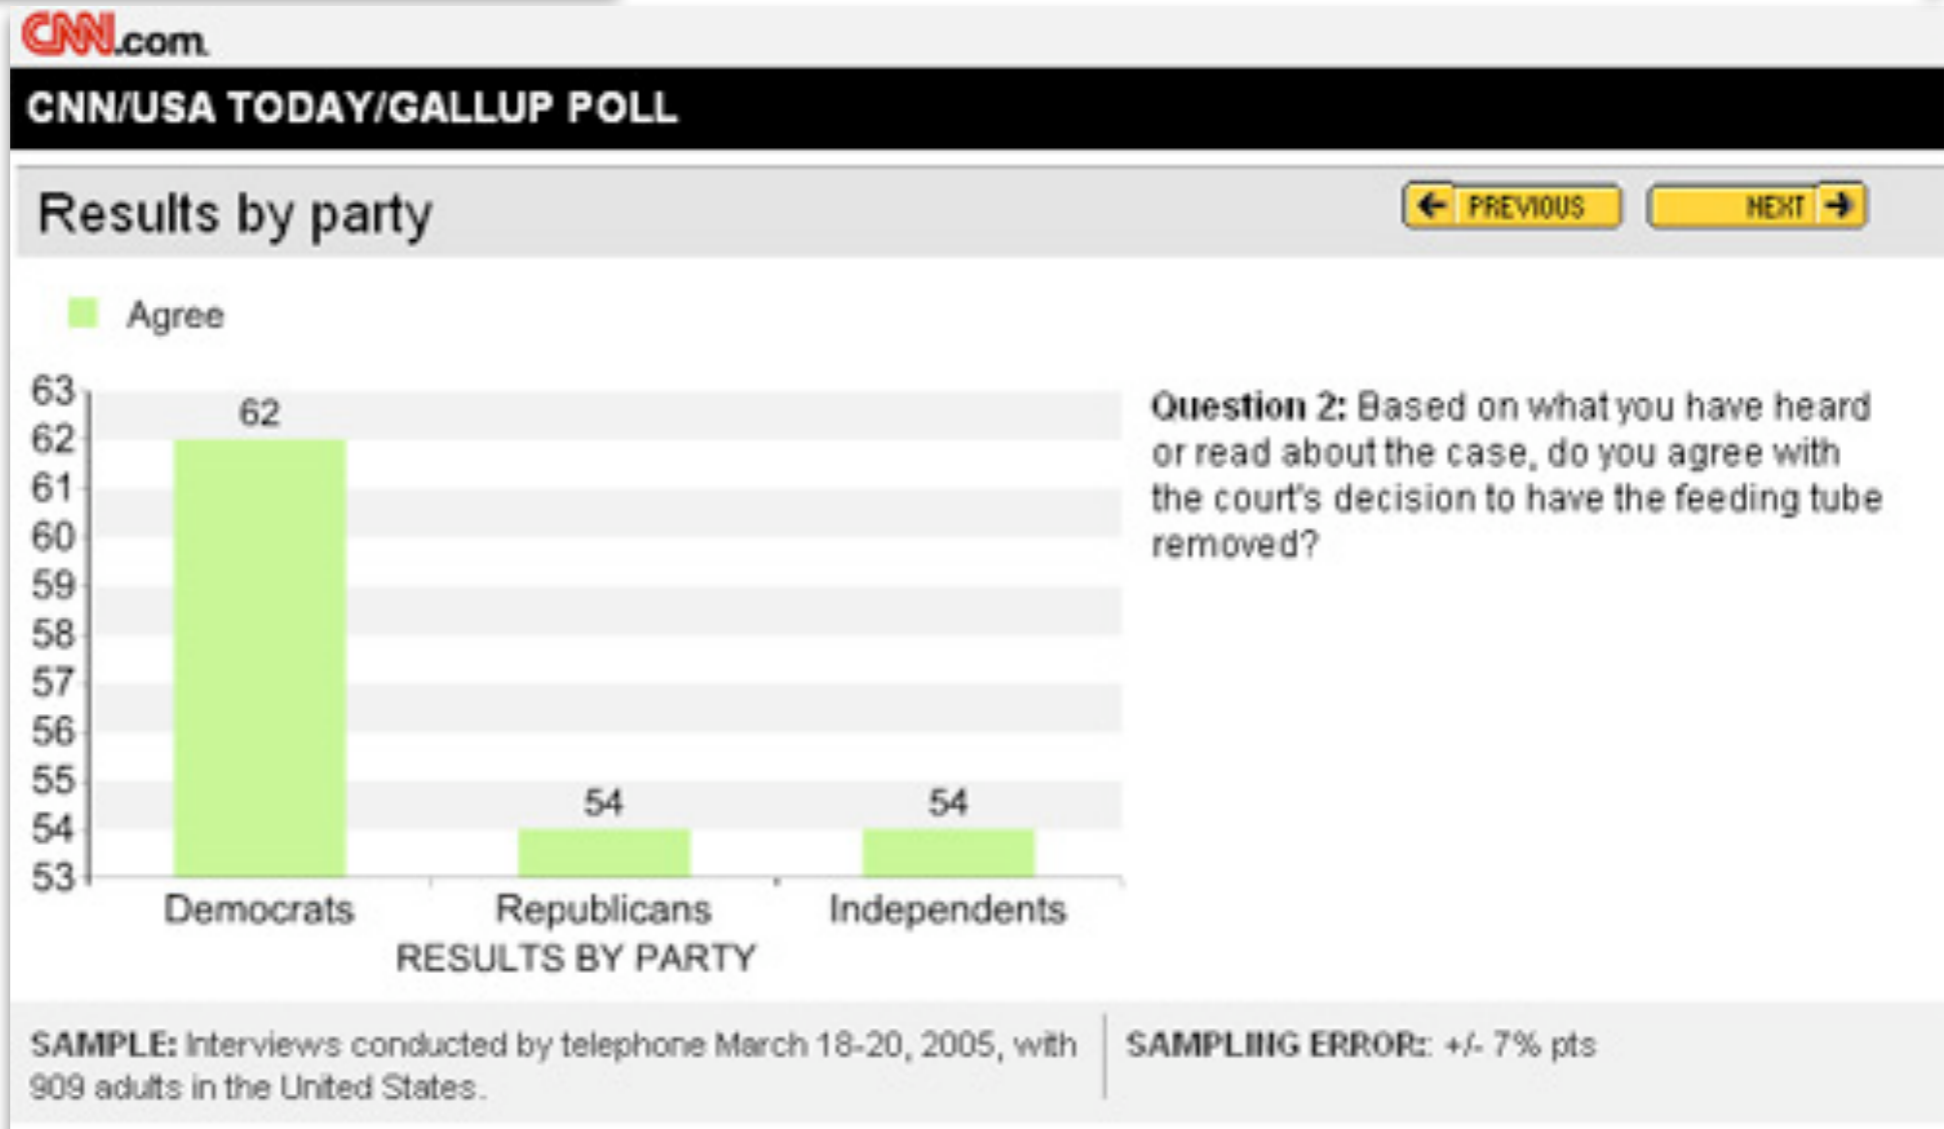 CNN.com.
CNN/USA TODAY/GALLUP POLL
Results by party
PREVIOUS
NEXT
Agree
63
62
61
60
59
58
57
56
55
54
53
62
54
54
Democrats
Republicans
Independents
RESULTS BY PARTY
Question 2: Based on what you have heard
or read about the case, do you agree with
the court's decision to have the feeding tube
removed?
SAMPLE: Interviews conducted by telephone March 18-20, 2005, with
909 adults in the United States.
SAMPLING ERROR:: +/- 7% pts